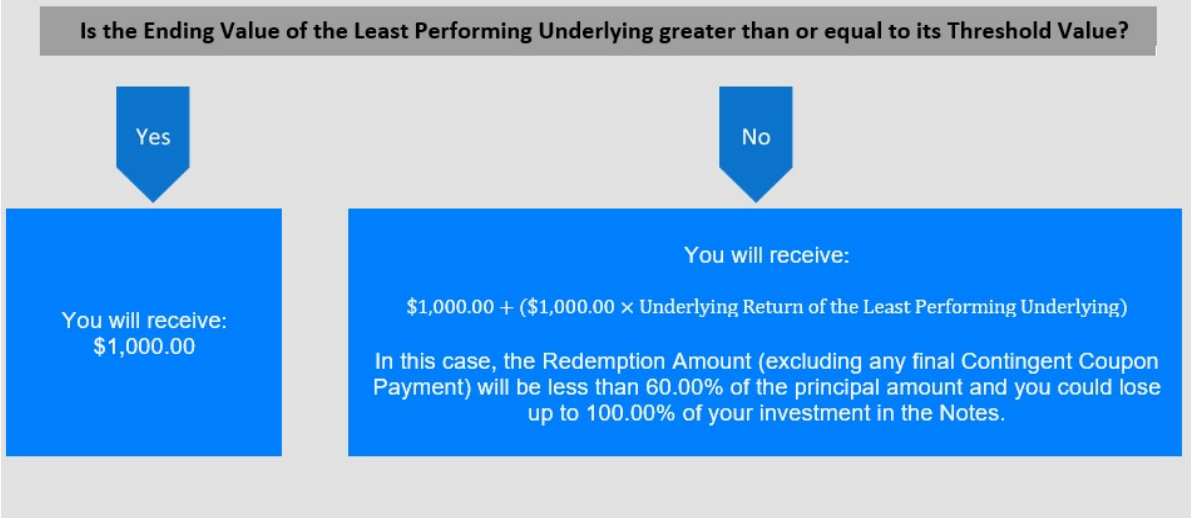 Is the Ending Value of the Least Performing Underlying greater than or equal to its Threshold Value?
Yes
No
You will receive:
$1,000.00
You will receive:
$1,000.00 + ($1,000.00 × Underlying Return of the Least Performing Underlying)
In this case, the Redemption Amount (excluding any final Contingent Coupon
Payment) will be less than 60.00% of the principal amount and you could lose
up to 100.00% of your investment in the Notes.